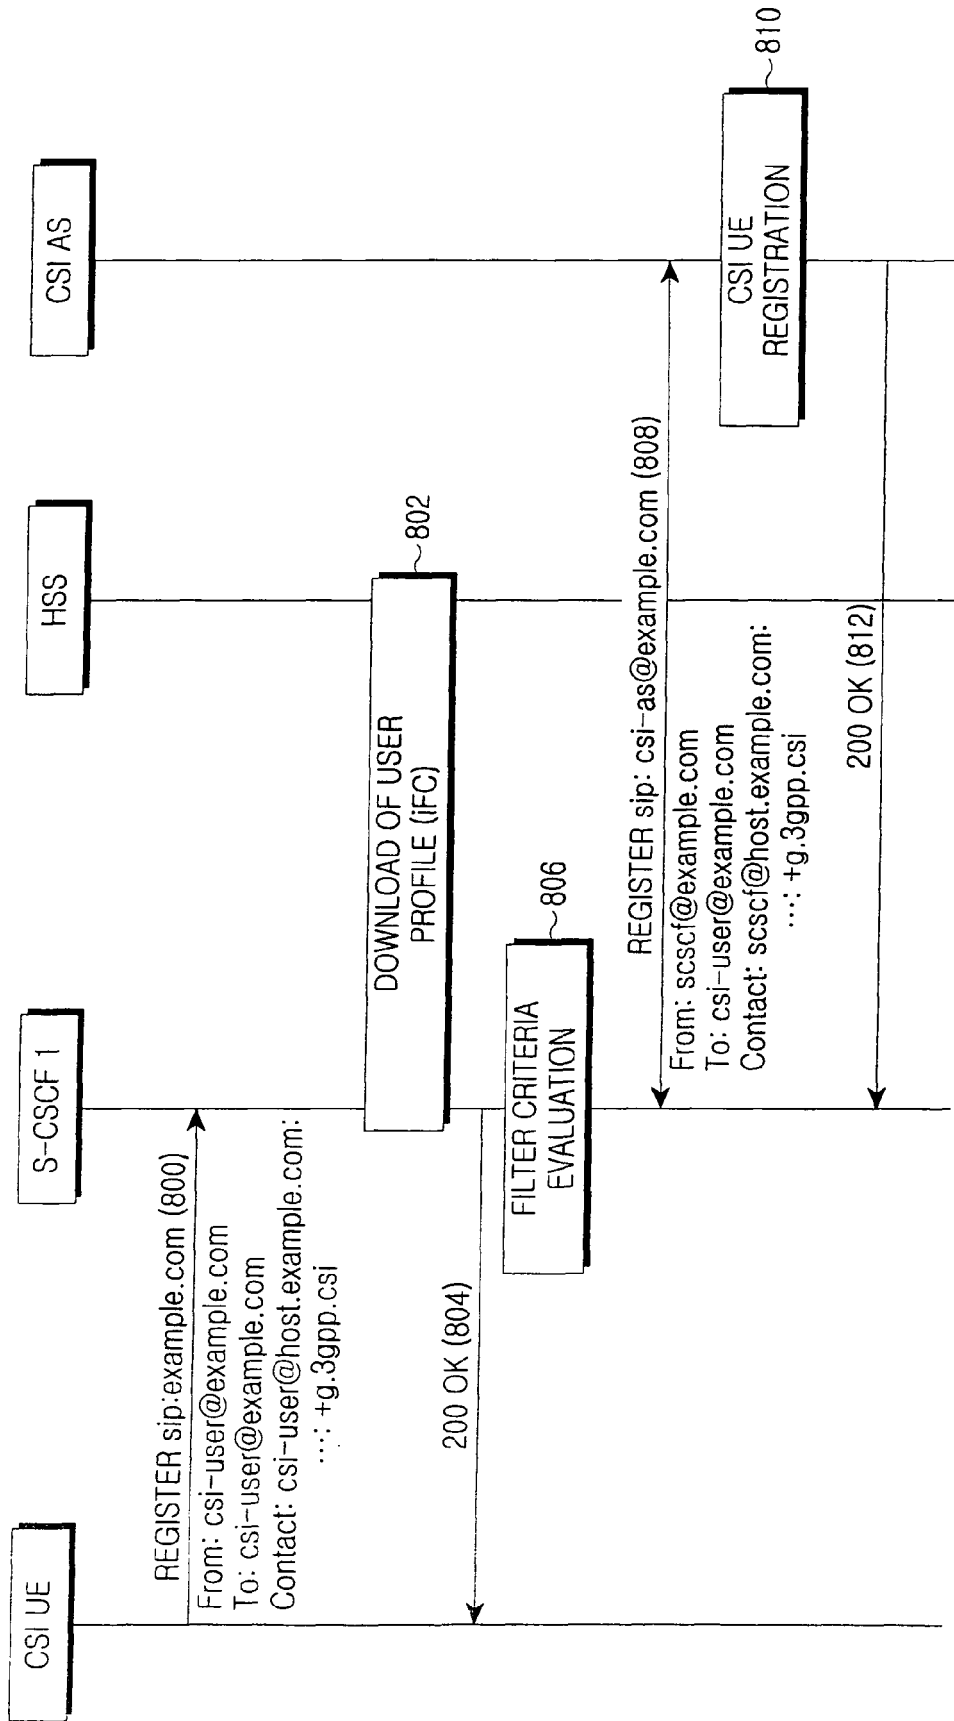 CSI UE
S-CSCF 1
HSS
CSI AS
REGISTER sip:example.com (800)
From: csi-user@example.com
To: csi-user@example.com
Contact: csi-user@host.example.com:
...: +g.3gpp.csi
DOWNLOAD OF USER
PROFILE (iFC)
802
200 OK (804)
FILTER CRITERIA
EVALUATION
806
REGISTER sip: csi-as@example.com (808)
From: scscf@example.com
To: csi-user@example.com
Contact: scscf@host.example.com:
...: +g.3gpp.csi
CSI UE
REGISTRATION
810
200 OK (812)